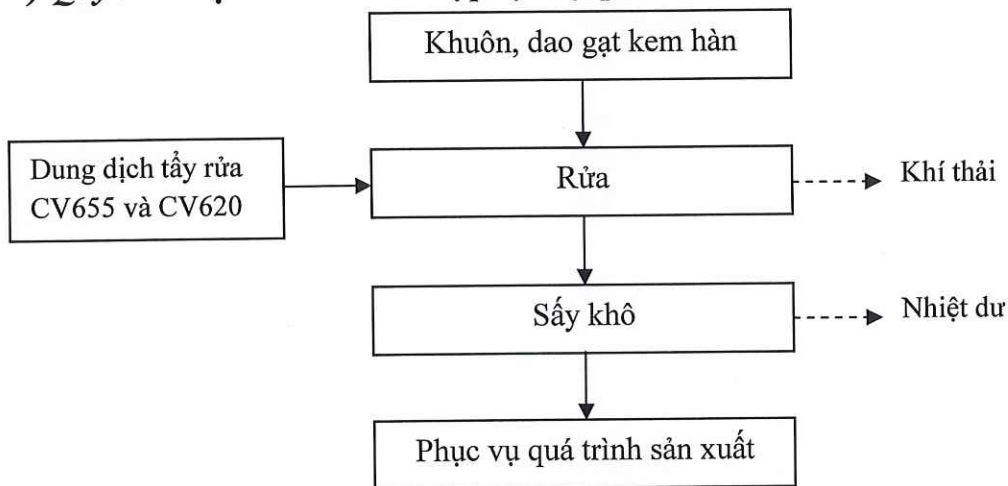 Khuôn, dao gạt kem hàn
Dung dịch tẩy rửa
CV655 và CV620
Rửa
Khí thải
Sấy khô
Nhiệt dư
Phục vụ quá trình sản xuất